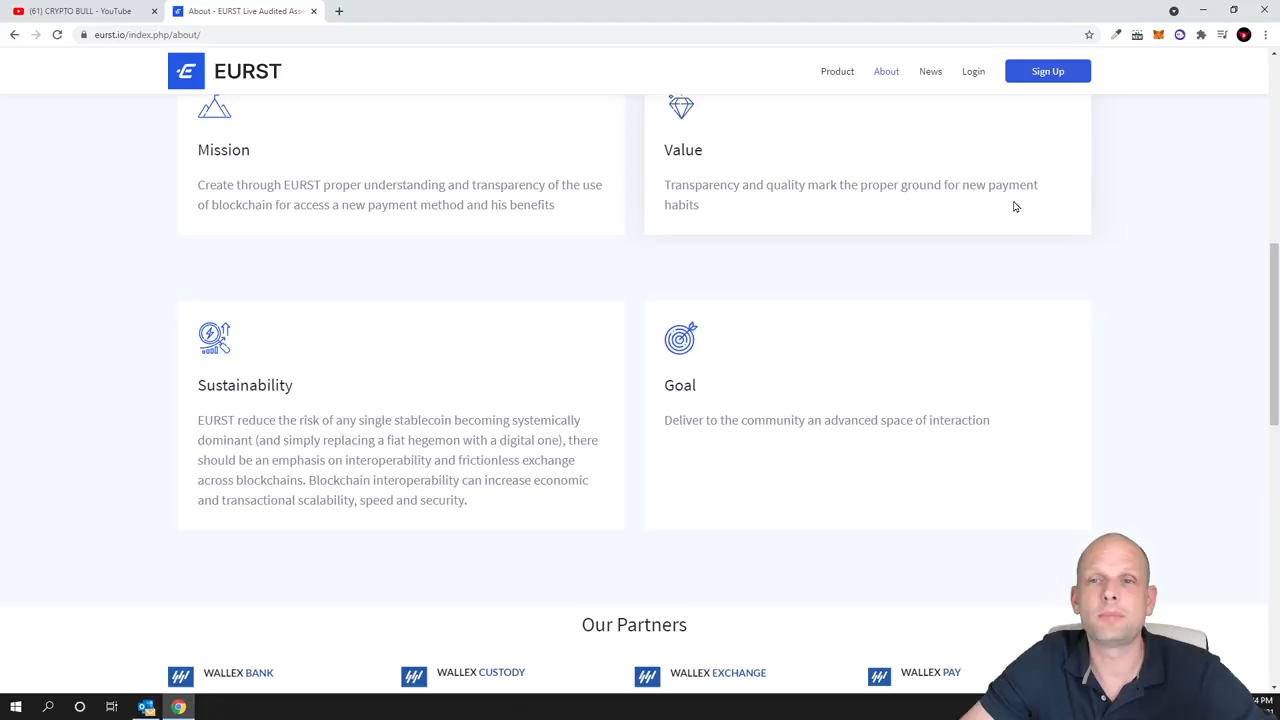 (61) CRYPTO BULL - YouTube
About - EURST Live Audited Ass
eurst.io/index.php/about/
EURST
Product
About
News
Login
Sign Up
Mission
Create through EURST proper understanding and transparency of the use
of blockchain for access a new payment method and his benefits
Value
Transparency and quality mark the proper ground for new payment
habits
Sustainability
EURST reduce the risk of any single stablecoin becoming systemically
dominant (and simply replacing a fiat hegemon with a digital one), there
should be an emphasis on interoperability and frictionless exchange
across blockchains. Blockchain interoperability can increase economic
and transactional scalability, speed and security.
Goal
Deliver to the community an advanced space of interaction
Our Partners
WALLEX BANK
WALLEX CUSTODY
WALLEX EXCHANGE
WALLEX PAY